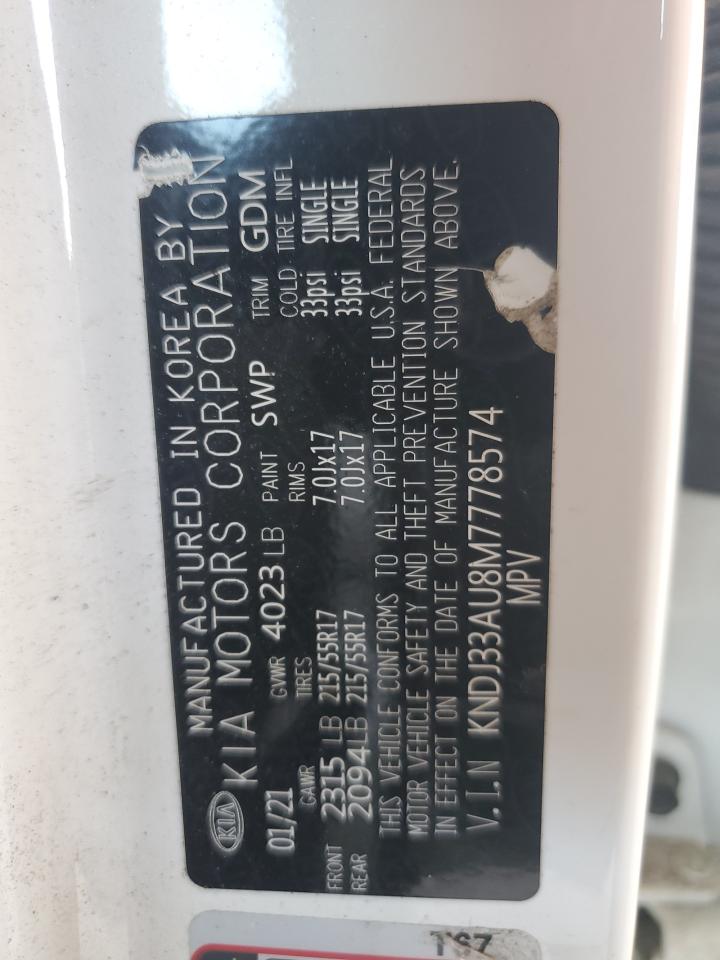 MANUFACTURED IN KOREA BY
KIA KIA MOTORS CORPORATION
01/21 GVWR 4023 LB PAINT SWP TRIM GDM
GAWR TIRES RIMS COLD TIRE INFL
FRONT 2315 LB 215/55R17 7.0Jx17 33psi SINGLE
REAR 2094 LB 215/55R17 7.0Jx17 33psi SINGLE
THIS VEHICLE CONFORMS TO ALL APPLICABLE U.S.A. FEDERAL
MOTOR VEHICLE SAFETY AND THEFT PREVENTION STANDARDS
IN EFFECT ON THE DATE OF MANUFACTURE SHOWN ABOVE.
V.I.N KNDJ33AU8M7778574
MPV